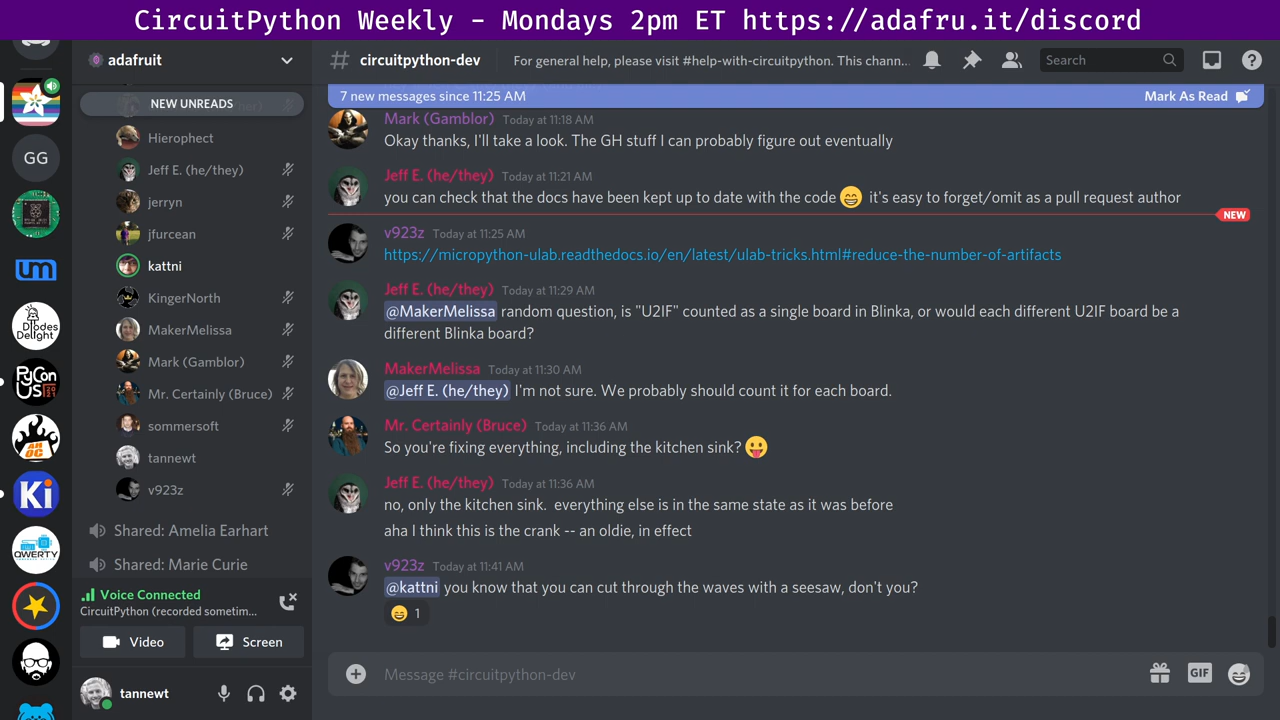 CircuitPython Weekly – Mondays 2pm ET https://adafru.it/discord
adafruit
NEW UNREADS
Hierophect
Jeff E. (he/they)
jerryn
jfurcean
kattni
KingerNorth
MakerMelissa
Mark (Gamblor)
Mr. Certainly (Bruce)
sommersoft
tannewt
v923z
Shared: Amelia Earhart
Shared: Marie Curie
Voice Connected
CircuitPython (recorded sometim...
Video
Screen
tannewt
GG
um
Diodes
Delight
PyCon
US
2021
AHOC
Ki
QWERTY
# circuitpython-dev
For general help, please visit #help-with-circuitpython. This chann...
Search
7 new messages since 11:25 AM
Mark As Read
Mark (Gamblor) Today at 11:18 AM
Okay thanks, I'll take a look. The GH stuff I can probably figure out eventually
Jeff E. (he/they) Today at 11:21 AM
you can check that the docs have been kept up to date with the code 😄 it's easy to forget/omit as a pull request author
NEW
v923z Today at 11:25 AM
https://micropython-ulab.readthedocs.io/en/latest/ulab-tricks.html#reduce-the-number-of-artifacts
Jeff E. (he/they) Today at 11:29 AM
@MakerMelissa random question, is "U2IF" counted as a single board in Blinka, or would each different U2IF board be a
different Blinka board?
MakerMelissa Today at 11:30 AM
@Jeff E. (he/they) I'm not sure. We probably should count it for each board.
Mr. Certainly (Bruce) Today at 11:36 AM
So you're fixing everything, including the kitchen sink? 😛
Jeff E. (he/they) Today at 11:36 AM
no, only the kitchen sink. everything else is in the same state as it was before
aha I think this is the crank -- an oldie, in effect
v923z Today at 11:41 AM
@kattni you know that you can cut through the waves with a seesaw, don't you?
😄 1
Message #circuitpython-dev
GIF